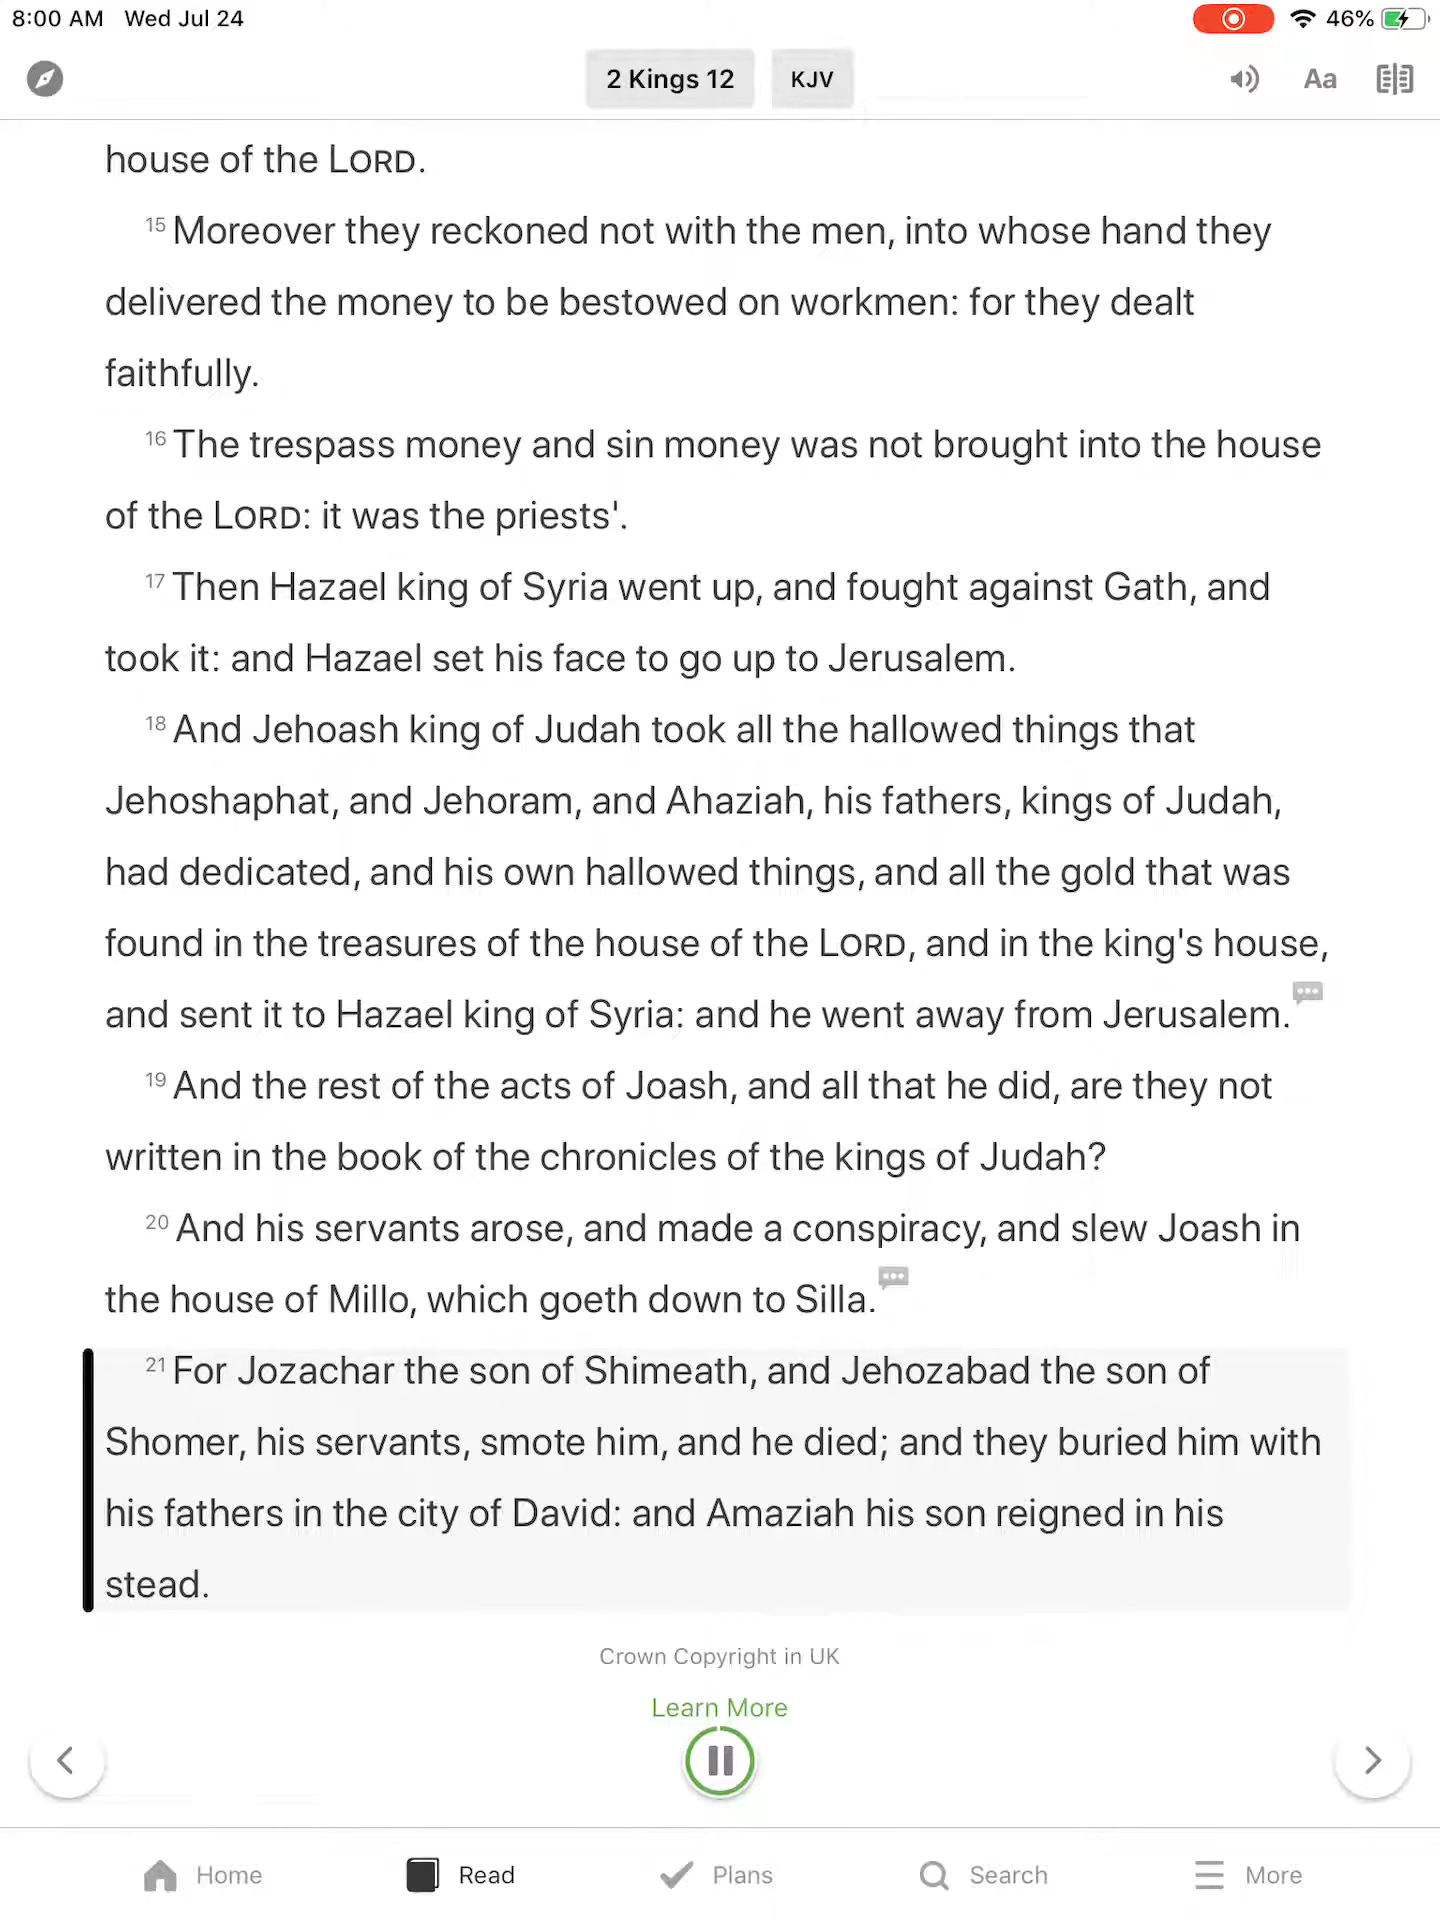 8:00 AM Wed Jul 24 46%
2 Kings 12 KJV Aa
house of the LORD.
15 Moreover they reckoned not with the men, into whose hand they
delivered the money to be bestowed on workmen: for they dealt
faithfully.
16 The trespass money and sin money was not brought into the house
of the LORD: it was the priests'.
17 Then Hazael king of Syria went up, and fought against Gath, and
took it: and Hazael set his face to go up to Jerusalem.
18 And Jehoash king of Judah took all the hallowed things that
Jehoshaphat, and Jehoram, and Ahaziah, his fathers, kings of Judah,
had dedicated, and his own hallowed things, and all the gold that was
found in the treasures of the house of the LORD, and in the king's house,
and sent it to Hazael king of Syria: and he went away from Jerusalem.
19 And the rest of the acts of Joash, and all that he did, are they not
written in the book of the chronicles of the kings of Judah?
20 And his servants arose, and made a conspiracy, and slew Joash in
the house of Millo, which goeth down to Silla.
21 For Jozachar the son of Shimeath, and Jehozabad the son of
Shomer, his servants, smote him, and he died; and they buried him with
his fathers in the city of David: and Amaziah his son reigned in his
stead.
Crown Copyright in UK
Learn More
Home Read Plans Search More